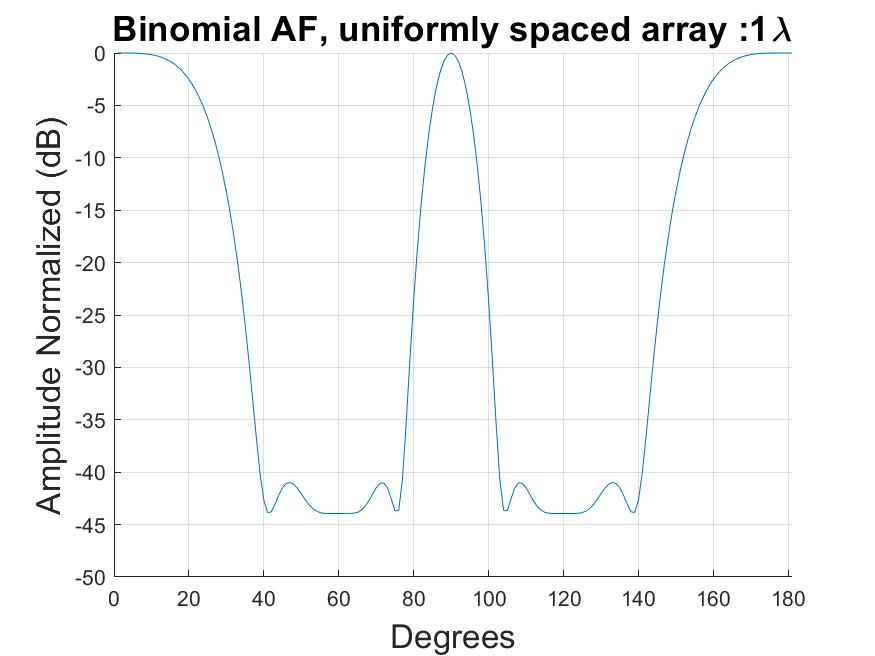 Binomial AF, uniformly spaced array :1λ
Amplitude Normalized (dB)
0
-5
-10
-15
-20
-25
-30
-35
-40
-45
-50
0 20 40 60 80 100 120 140 160 180
Degrees